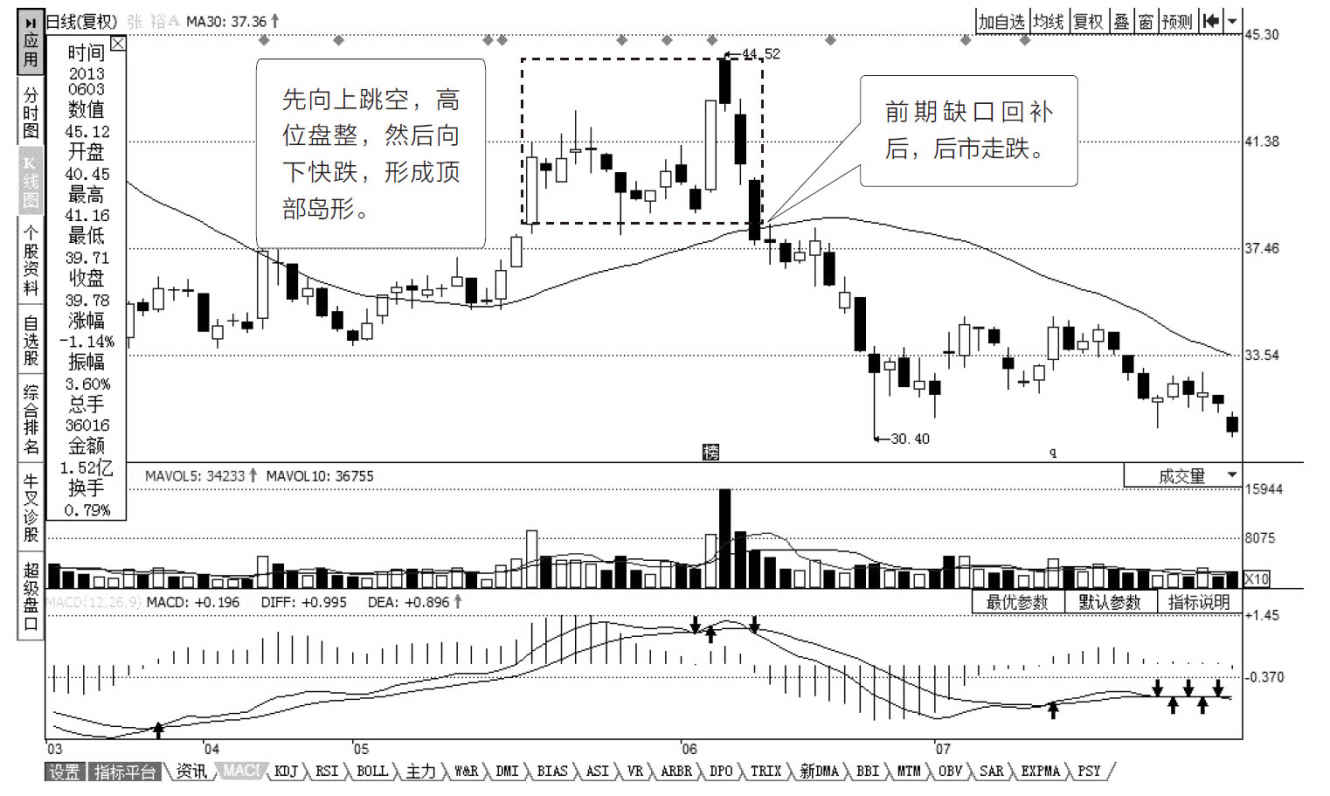 日线(复权) 张 裕A MA30: 37.36
加自选 均线 复权 叠 窗 预测
应用
分时图
K线图
个股资料
自选股
综合排名
牛叉诊股
超级盘口
时间
2013
0603
数值
45.12
开盘
40.45
最高
41.16
最低
39.71
收盘
39.78
涨幅
-1.14%
振幅
3.60%
总手
36016
金额
1.52亿
换手
0.79%
先向上跳空，高
位盘整，然后向
下快跌，形成顶
部岛形。
44.52
前期缺口回补
后，后市走跌。
30.40
榜
q
45.30
41.38
37.46
33.54
MAVOL5: 34233 MAVOL10: 36755
成交量
15944
8075
X10
MACD(12,26,9) MACD: +0.196 DIFF: +0.995 DEA: +0.896
最优参数 默认参数 指标说明
+1.45
-0.370
03 04 05 06 07
设置 指标平台 资讯 MACD KDJ RSI BOLL 主力 W&R DMI BIAS ASI VR ARBR DPO TRIX 新DMA BBI MTM OBV SAR EXPMA PSY